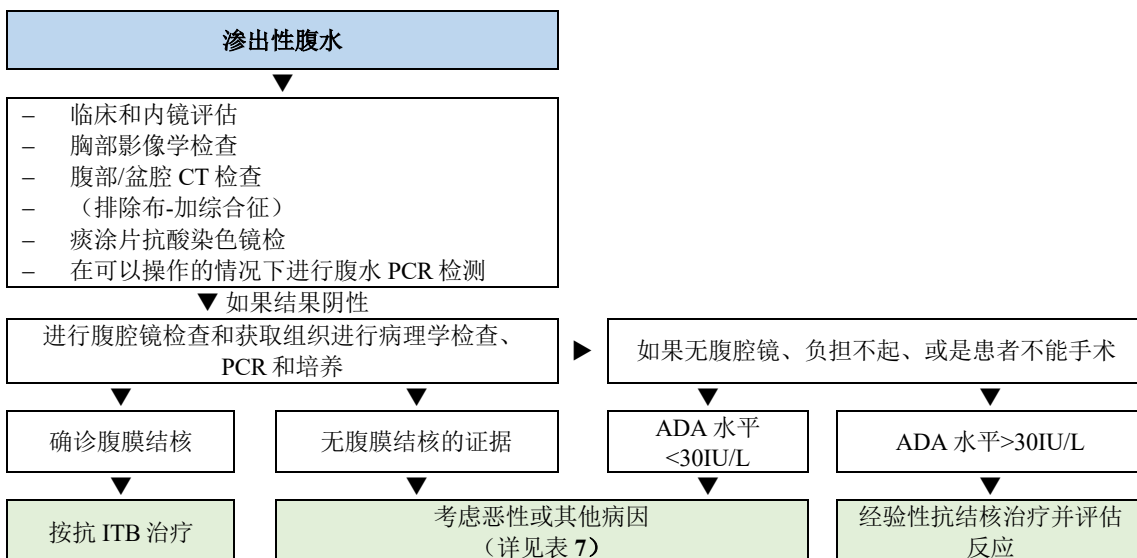 渗出性腹水
▼
– 临床和内镜评估
– 胸部影像学检查
– 腹部/盆腔 CT 检查
– （排除布-加综合征）
– 痰涂片抗酸染色镜检
– 在可以操作的情况下进行腹水 PCR 检测
▼ 如果结果阴性
进行腹腔镜检查和获取组织进行病理学检查、
PCR 和培养
▶
如果无腹腔镜、负担不起、或是患者不能手术
▼ ▼ ▼ ▼
确诊腹膜结核
无腹膜结核的证据
ADA 水平
<30IU/L
ADA 水平>30IU/L
▼ ▼ ▼ ▼
按抗 ITB 治疗
考虑恶性或其他病因
（详见表 7）
经验性抗结核治疗并评估
反应